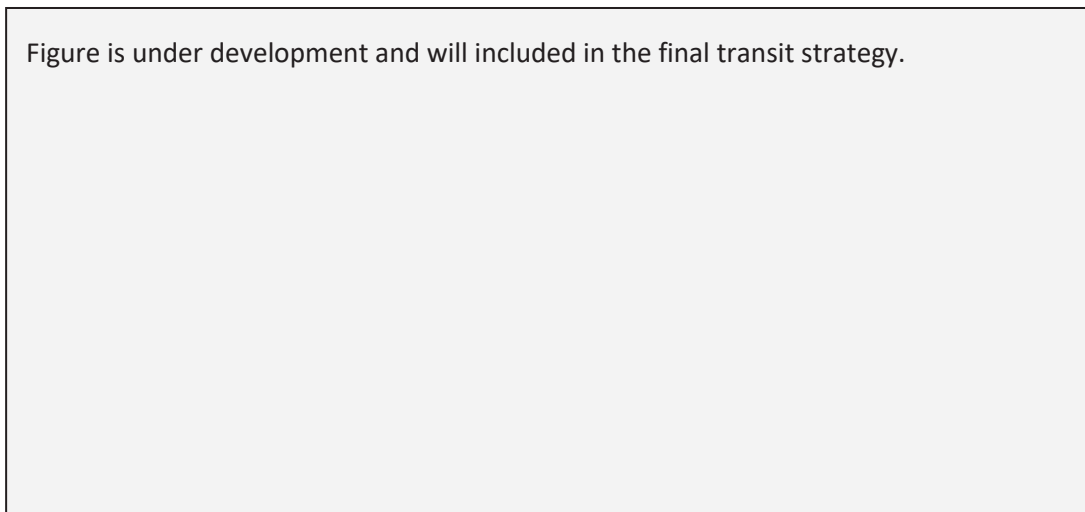 Figure is under development and will included in the final transit strategy.